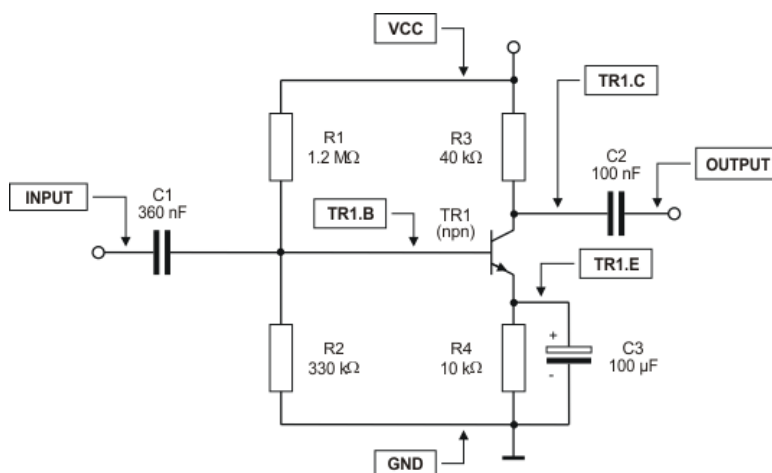 VCC
TR1.C
R1
1.2 MΩ
R3
40 kΩ
C2
100 nF
OUTPUT
INPUT
C1
360 nF
TR1.B
TR1
(npn)
TR1.E
R2
330 kΩ
R4
10 kΩ
+
-
C3
100 µF
GND